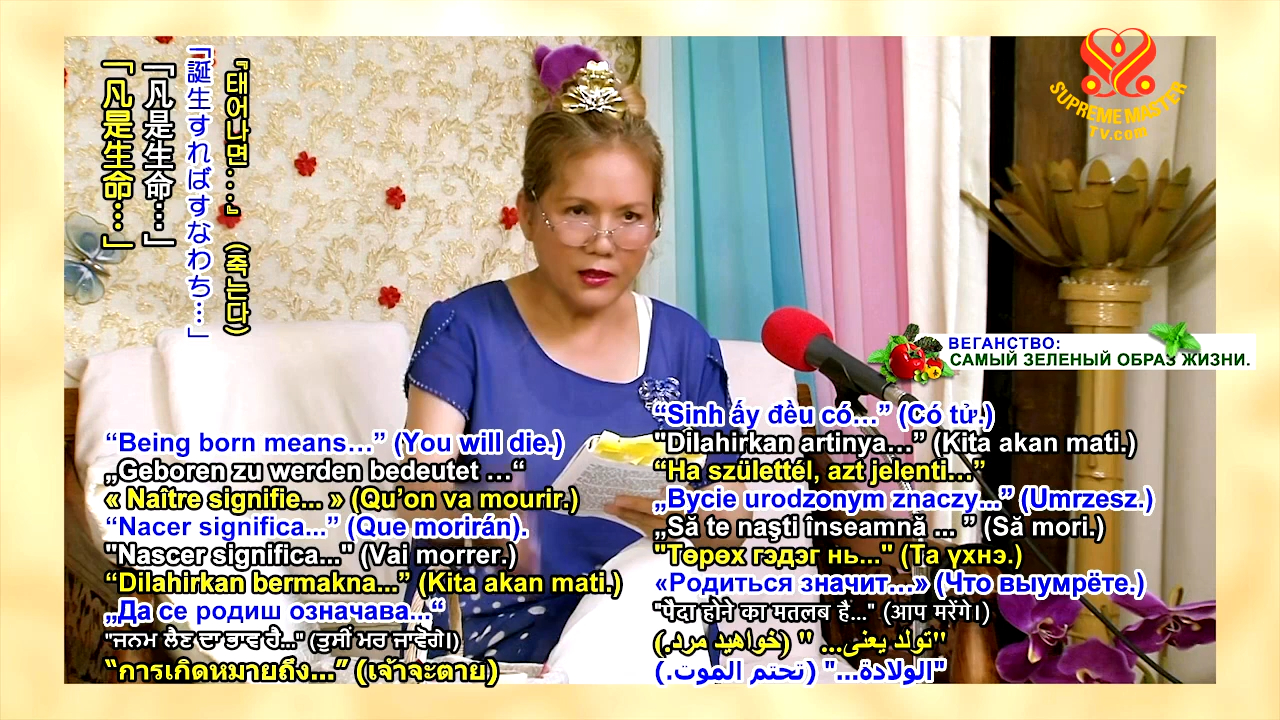 『태어나면...』 (죽는다)
「誕生すればすなわち…」
「凡是生命…」
「凡是生命…」
SUPREME MASTER
TV.com
ВЕГАНСТВО:
САМЫЙ ЗЕЛЕНЫЙ ОБРАЗ ЖИЗНИ.
“Being born means…” (You will die.)
„Geboren zu werden bedeutet …“
« Naître signifie... » (Qu’on va mourir.)
“Nacer significa...” (Que morirán).
"Nascer significa..." (Vai morrer.)
“Dilahirkan bermakna...” (Kita akan mati.)
„Да се родиш означава...“
"ਜਨਮ ਲੈਣ ਦਾ ਭਾਵ ਹੈ..." (ਤੁਸੀਂ ਮਰ ਜਾਵੋਗੇ।)
“การเกิดหมายถึง...” (เจ้าจะตาย)
“Sinh ấy đều có…” (Có tử.)
"Dilahirkan artinya…” (Kita akan mati.)
“Ha születtél, azt jelenti…”
„Bycie urodzonym znaczy...” (Umrzesz.)
„Să te naşti înseamnă ...” (Să mori.)
"Төрөх гэдэг нь..." (Та үхнэ.)
«Родиться значит...» (Что выумрёте.)
"पैदा होने का मतलब है..." (आप मरेंगे।)
"تولد یعنی... " (خواهید مرد.)
"الولادة..." (تحتم الموت.)